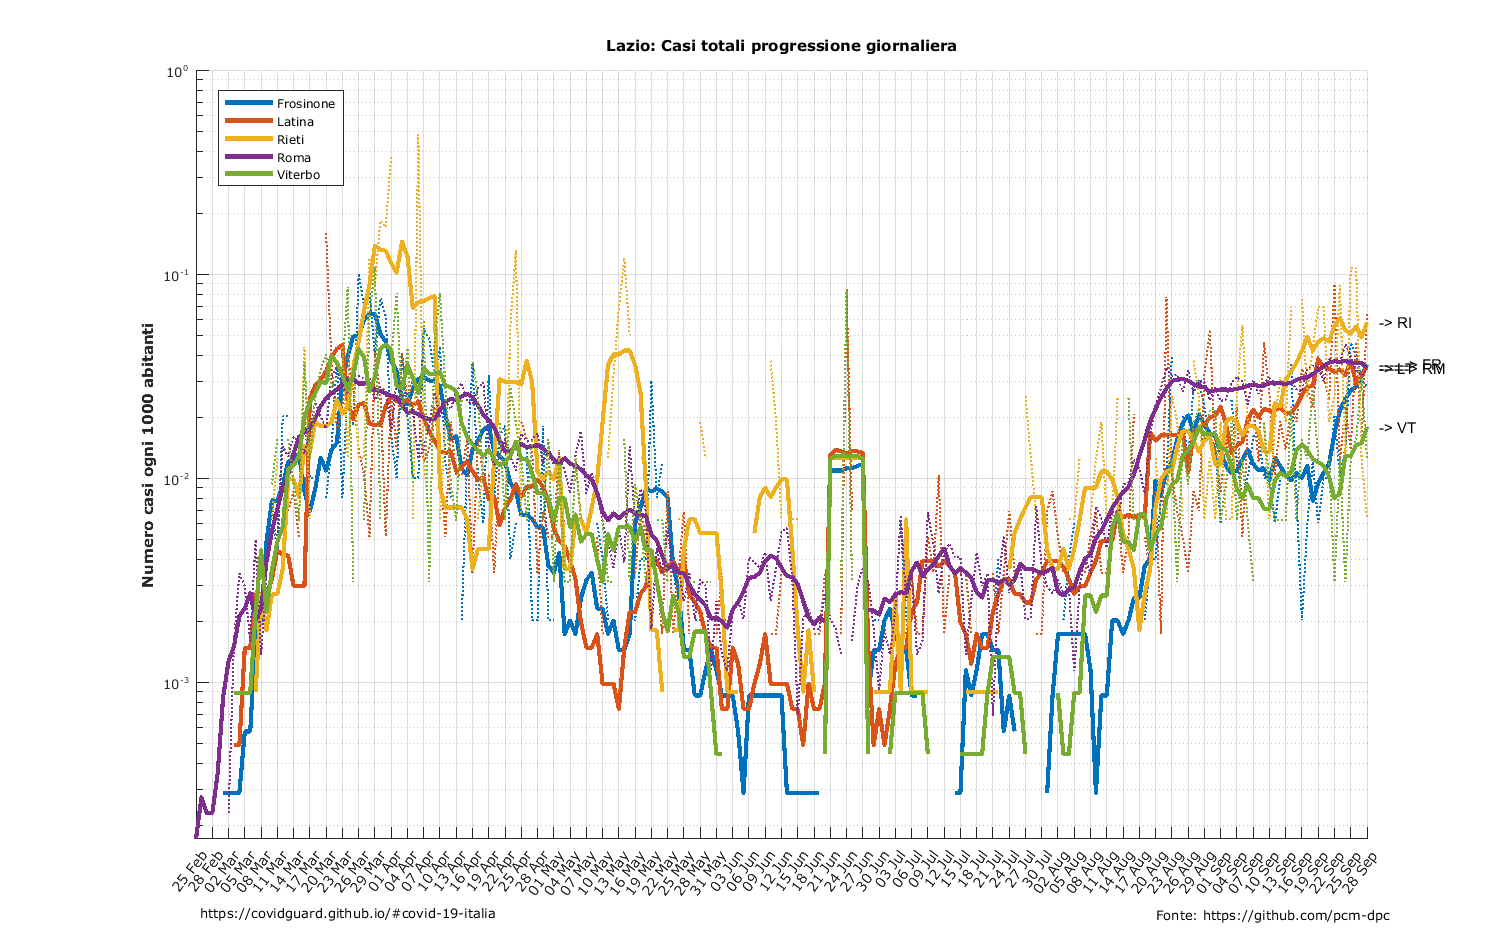 Lazio: Casi totali progressione giornaliera
Numero casi ogni 1000 abitanti
10^0
10^-1
10^-2
10^-3
Frosinone
Latina
Rieti
Roma
Viterbo
-> RI
-> FR
-> LT
RM
-> VT
25 Feb
28 Feb
02 Mar
05 Mar
08 Mar
11 Mar
14 Mar
17 Mar
20 Mar
23 Mar
26 Mar
29 Mar
01 Apr
04 Apr
07 Apr
10 Apr
13 Apr
16 Apr
19 Apr
22 Apr
25 Apr
28 Apr
01 May
04 May
07 May
10 May
13 May
16 May
19 May
22 May
25 May
28 May
31 May
03 Jun
06 Jun
09 Jun
12 Jun
15 Jun
18 Jun
21 Jun
24 Jun
27 Jun
30 Jun
03 Jul
06 Jul
09 Jul
12 Jul
15 Jul
18 Jul
21 Jul
24 Jul
27 Jul
30 Jul
02 Aug
05 Aug
08 Aug
11 Aug
14 Aug
17 Aug
20 Aug
23 Aug
26 Aug
29 Aug
01 Sep
04 Sep
07 Sep
10 Sep
13 Sep
16 Sep
19 Sep
22 Sep
25 Sep
28 Sep
https://covidguard.github.io/#covid-19-italia
Fonte: https://github.com/pcm-dpc